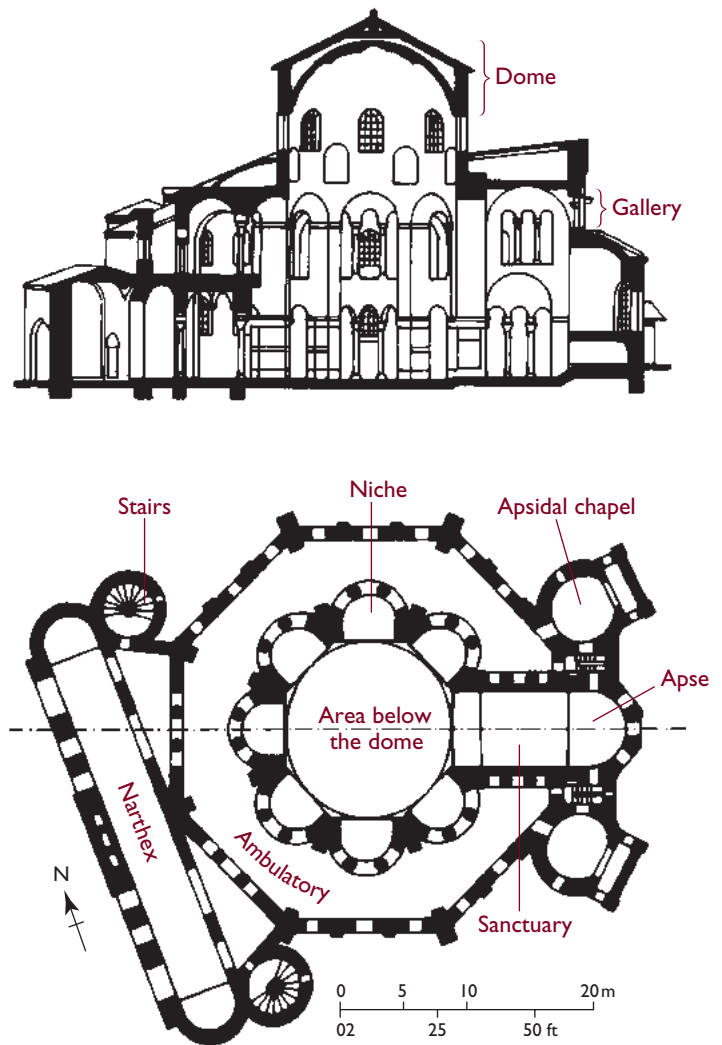 Dome
Gallery
Niche
Stairs
Apsidal chapel
Apse
Area below
the dome
Narthex
Ambulatory
N
Sanctuary
0 5 10 20 m
02 25 50 ft